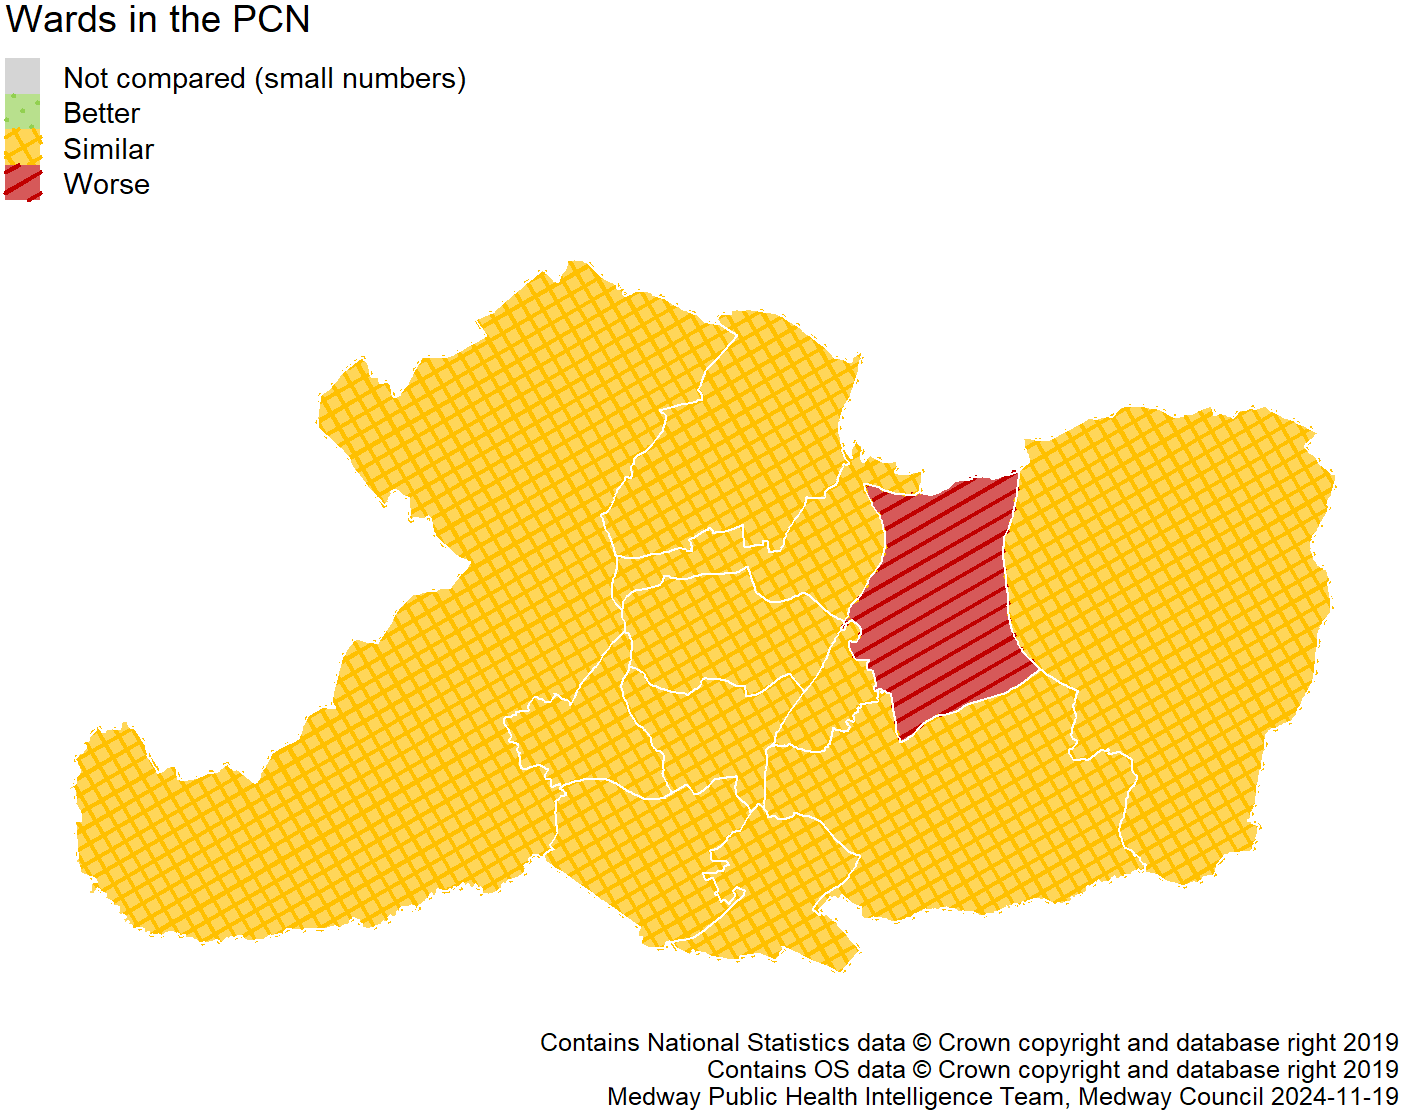 Wards in the PCN
Not compared (small numbers)
Better
Similar
Worse
Contains National Statistics data © Crown copyright and database right 2019
Contains OS data © Crown copyright and database right 2019
Medway Public Health Intelligence Team, Medway Council 2024-11-19